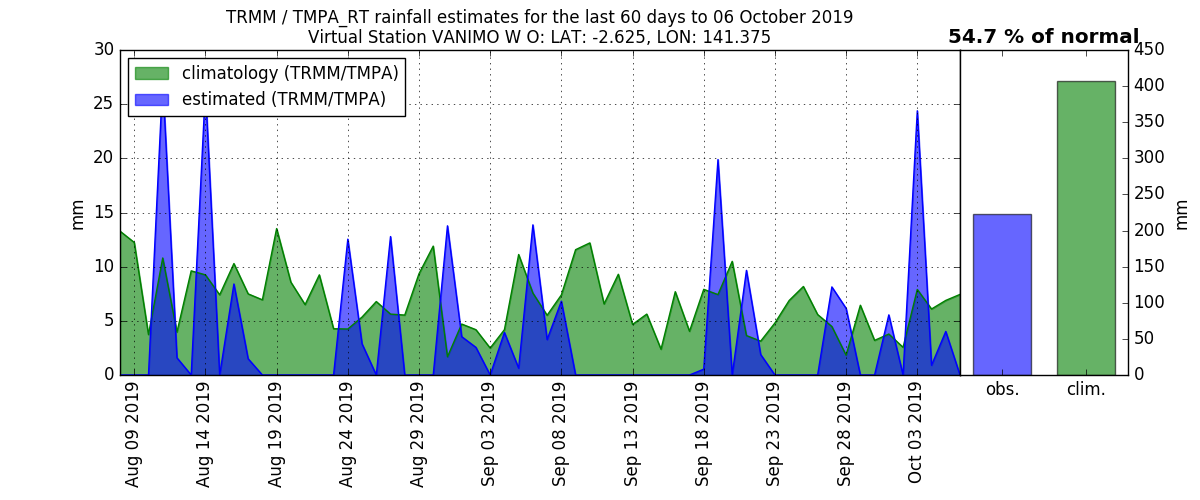 TRMM / TMPA_RT rainfall estimates for the last 60 days to 06 October 2019
Virtual Station VANIMO W O: LAT: -2.625, LON: 141.375
54.7 % of normal
climatology (TRMM/TMPA)
estimated (TRMM/TMPA)
mm
30
25
20
15
10
5
0
Aug 09 2019
Aug 14 2019
Aug 19 2019
Aug 24 2019
Aug 29 2019
Sep 03 2019
Sep 08 2019
Sep 13 2019
Sep 18 2019
Sep 23 2019
Sep 28 2019
Oct 03 2019
obs.
clim.
450
400
350
300
250
200
150
100
50
0
mm